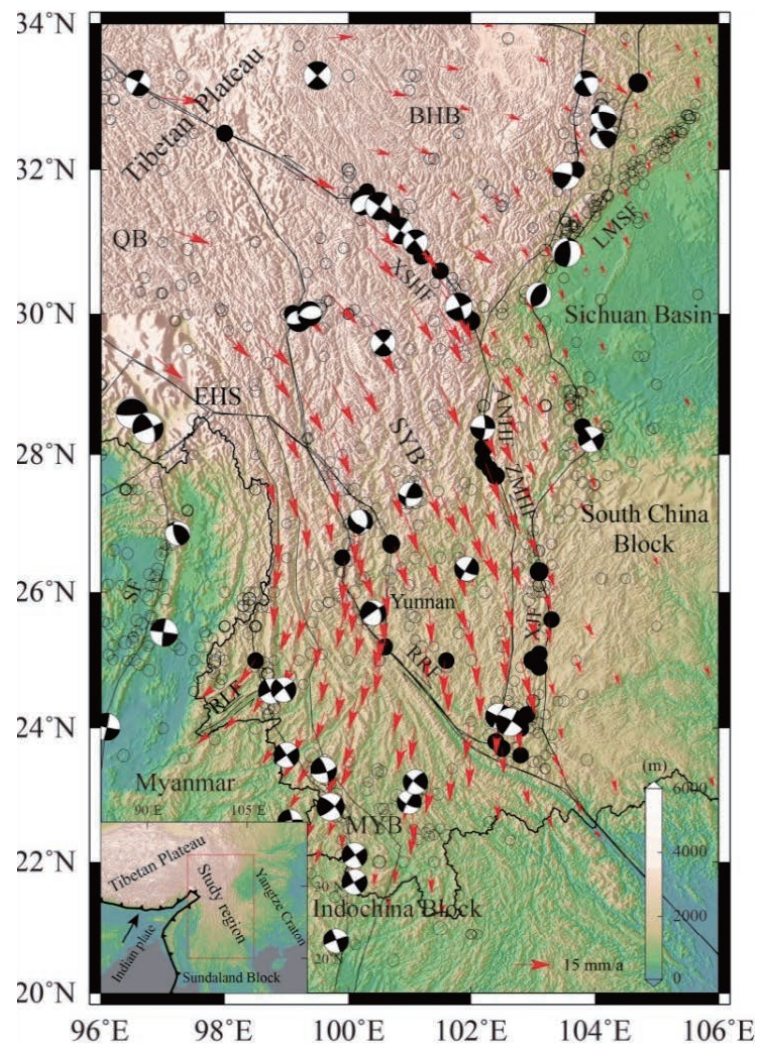 34°N
Tibetan Plateau
BHB
32°N
QB
LMSF
XSHF
30°N
Sichuan Basin
EHS
ANHF
28°N
SYB
ZMHF
South China
Block
26°N
SF
Yunnan
XJF
RRF
RLF
24°N
(m)
6000
Myanmar
90°E
105°E
MYB
4000
22°N
Tibetan Plateau
Study region
Yangtze Craton
30°N
Indochina Block
2000
Indian plate
20°N
Sundaland Block
15 mm/a
0
20°N
96°E
98°E
100°E
102°E
104°E
106°E